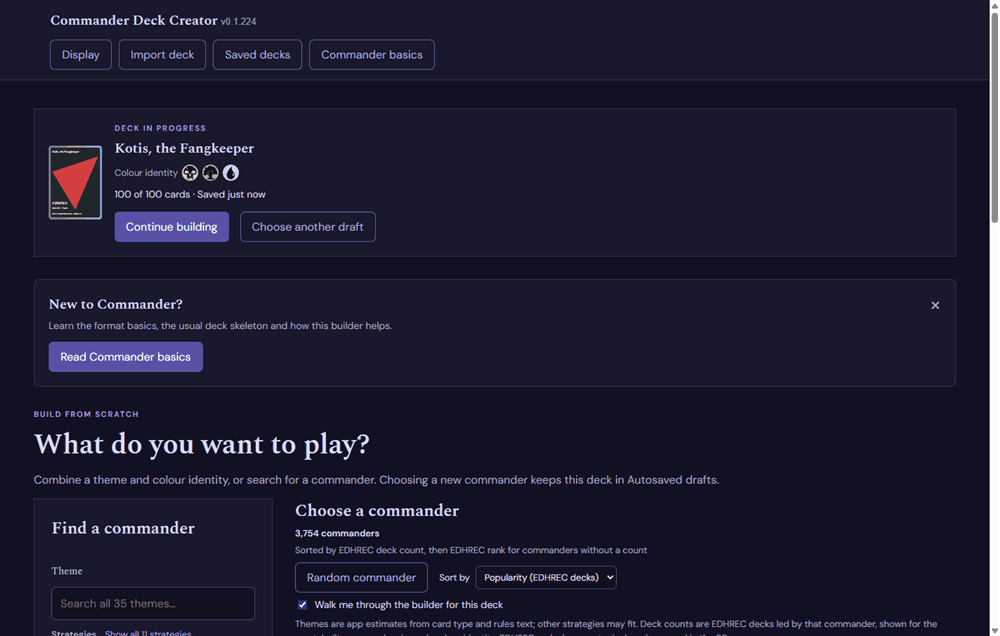 Commander Deck Creator v0.1.224
Display
Import deck
Saved decks
Commander basics
DECK IN PROGRESS
Kotis, the Fangkeeper
Kotis, the Fangkeeper
Colour identity
100 of 100 cards · Saved just now
Continue building
Choose another draft
New to Commander?
Learn the format basics, the usual deck skeleton and how this builder helps.
Read Commander basics
BUILD FROM SCRATCH
What do you want to play?
Combine a theme and colour identity, or search for a commander. Choosing a new commander keeps this deck in Autosaved drafts.
Find a commander
Theme
Search all 35 themes...
Strategies Show all 11 strategies
Choose a commander
3,754 commanders
Sorted by EDHREC deck count, then EDHREC rank for commanders without a count
Random commander
Sort by
Popularity (EDHREC decks)
Walk me through the builder for this deck
Themes are app estimates from card type and rules text; other strategies may fit. Deck counts are EDHREC decks led by that commander, shown for the